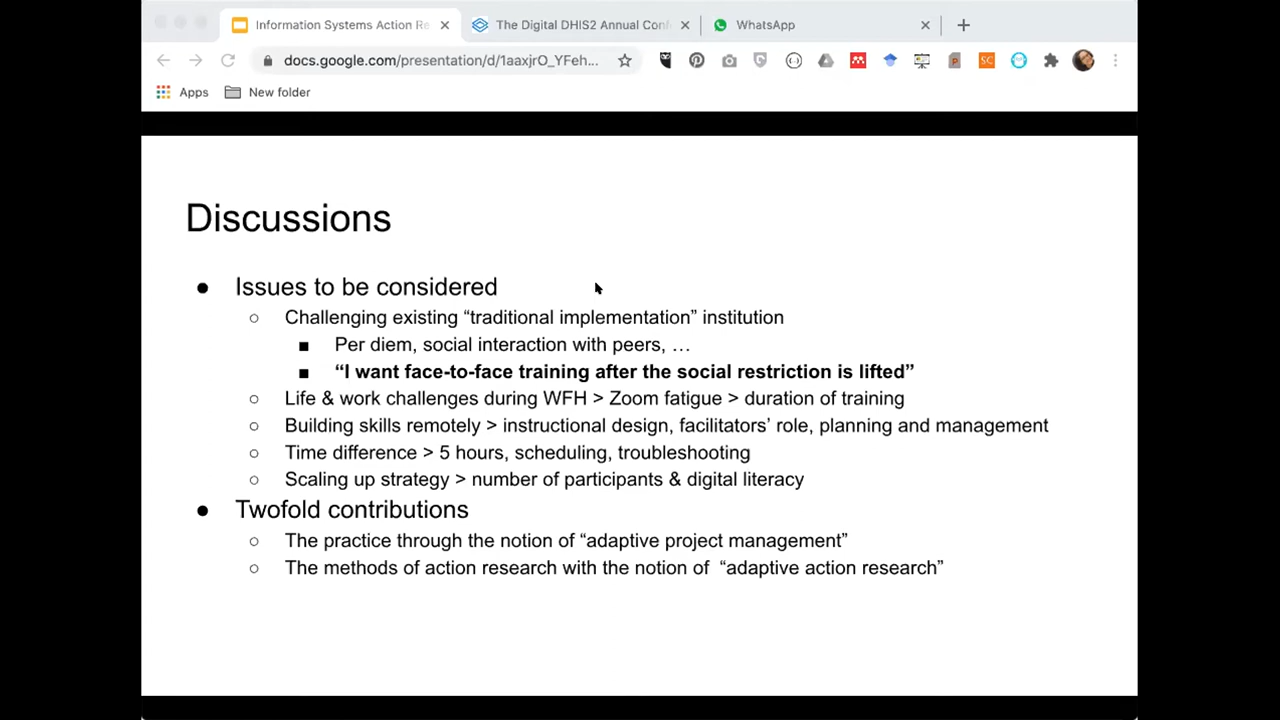 Information Systems Action Re
The Digital DHIS2 Annual Conf
WhatsApp
docs.google.com/presentation/d/1aaxjrO_YFeh...
SC
Apps
New folder
Discussions
● Issues to be considered
○ Challenging existing “traditional implementation” institution
■ Per diem, social interaction with peers, …
■ “I want face-to-face training after the social restriction is lifted”
○ Life & work challenges during WFH > Zoom fatigue > duration of training
○ Building skills remotely > instructional design, facilitators’ role, planning and management
○ Time difference > 5 hours, scheduling, troubleshooting
○ Scaling up strategy > number of participants & digital literacy
● Twofold contributions
○ The practice through the notion of “adaptive project management”
○ The methods of action research with the notion of “adaptive action research”